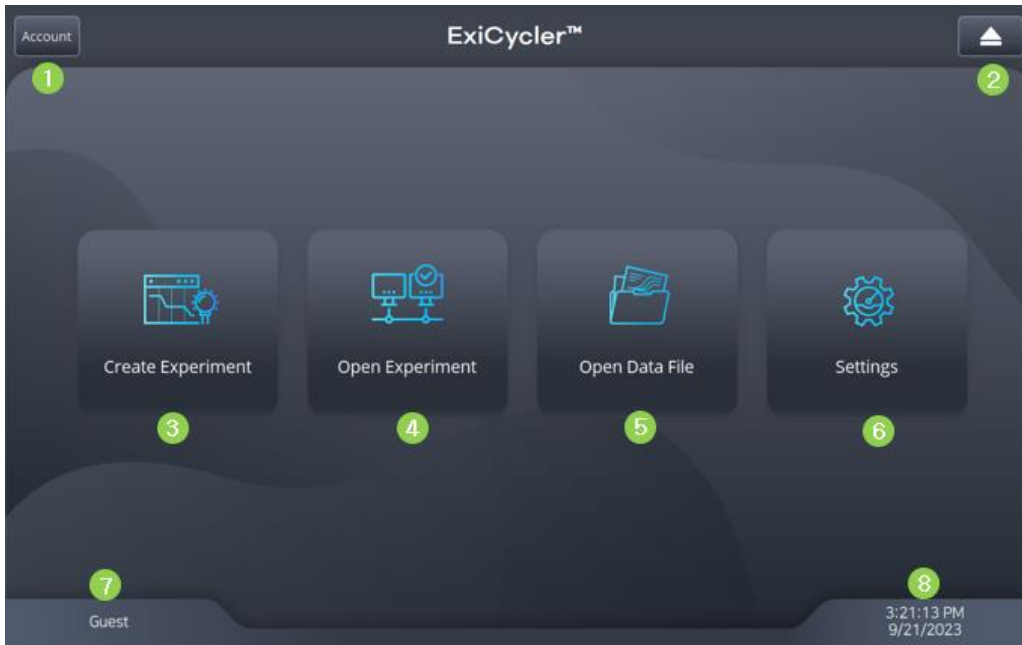 Account
ExiCycler™
1
2
Create Experiment
Open Experiment
Open Data File
Settings
3
4
5
6
7
8
Guest
3:21:13 PM
9/21/2023